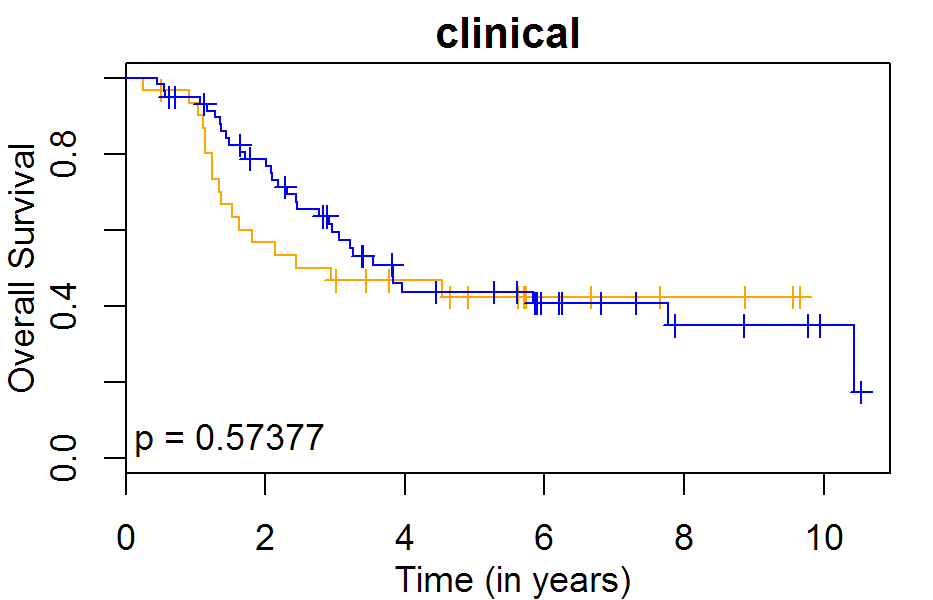 clinical
Overall Survival
0.8
0.4
0.0
p = 0.57377
0 2 4 6 8 10
Time (in years)